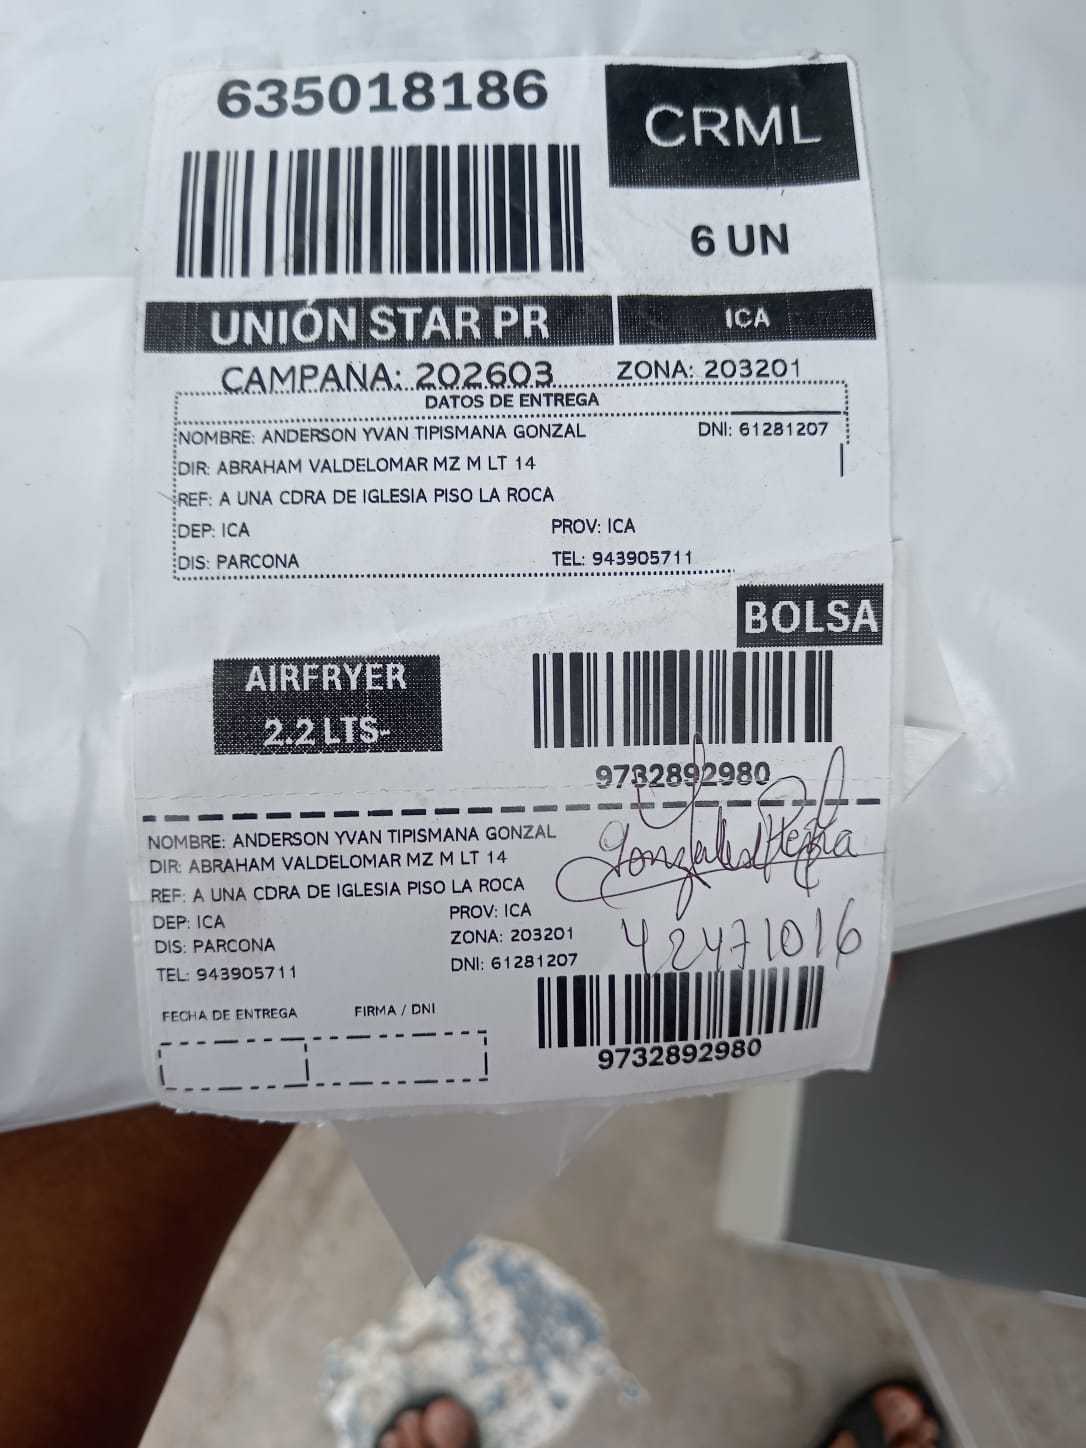 635018186
CRML
6 UN
UNIÓN STAR PR
ICA
CAMPAÑA: 202603
ZONA: 203201
DATOS DE ENTREGA
NOMBRE: ANDERSON YVAN TIPISMANA GONZAL
DNI: 61281207
DIR: ABRAHAM VALDELOMAR MZ M LT 14
REF: A UNA CDRA DE IGLESIA PISO LA ROCA
DEP: ICA
PROV: ICA
DIS: PARCONA
TEL: 943905711
BOLSA
AIRFRYER
2.2 LTS-
9732892980
NOMBRE: ANDERSON YVAN TIPISMANA GONZAL
DIR: ABRAHAM VALDELOMAR MZ M LT 14
REF: A UNA CDRA DE IGLESIA PISO LA ROCA
DEP: ICA
PROV: ICA
DIS: PARCONA
ZONA: 203201
TEL: 943905711
DNI: 61281207
Gonzales
42471016
FECHA DE ENTREGA
FIRMA / DNI
9732892980